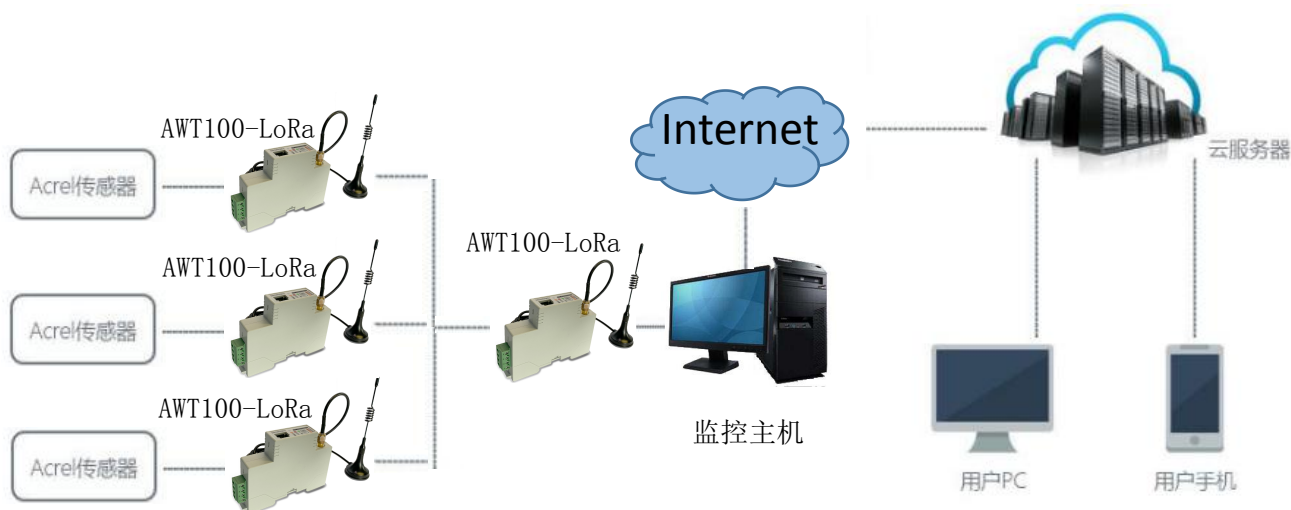 AWT100-LoRa
Acrel传感器
AWT100-LoRa
Acrel传感器
AWT100-LoRa
Acrel传感器
AWT100-LoRa
监控主机
Internet
云服务器
用户PC
用户手机